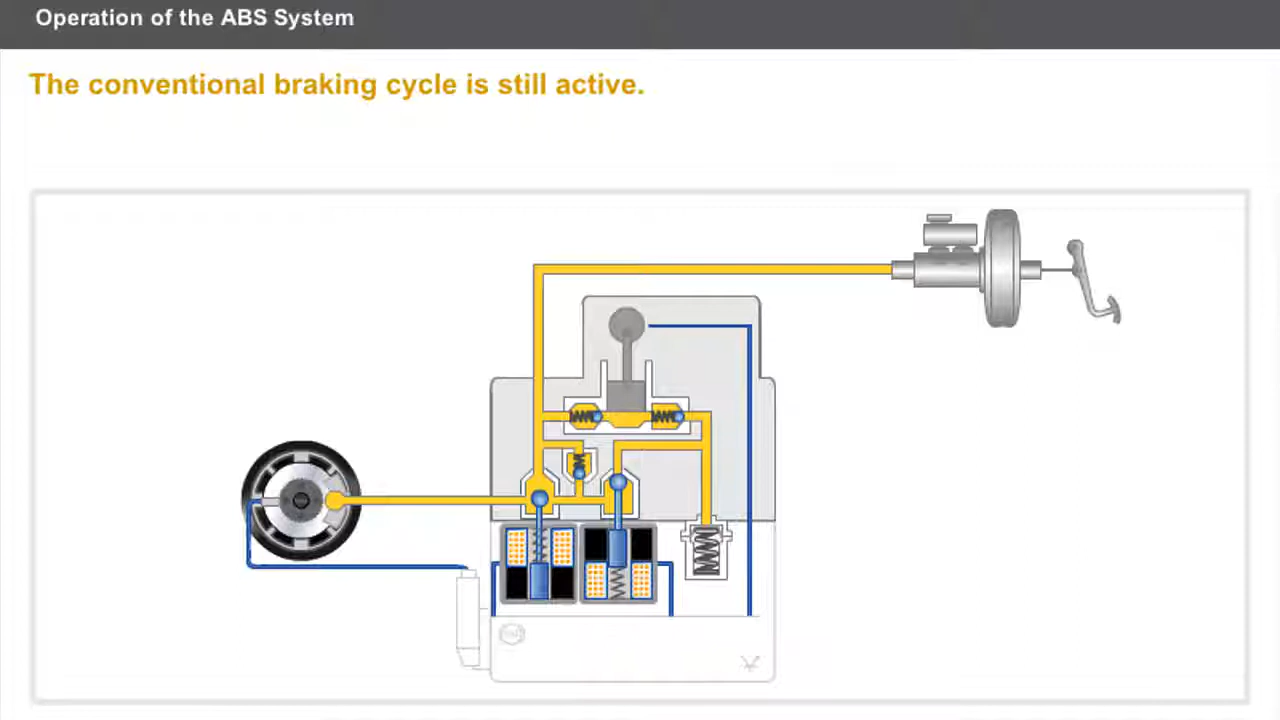 Operation of the ABS System
The conventional braking cycle is still active.